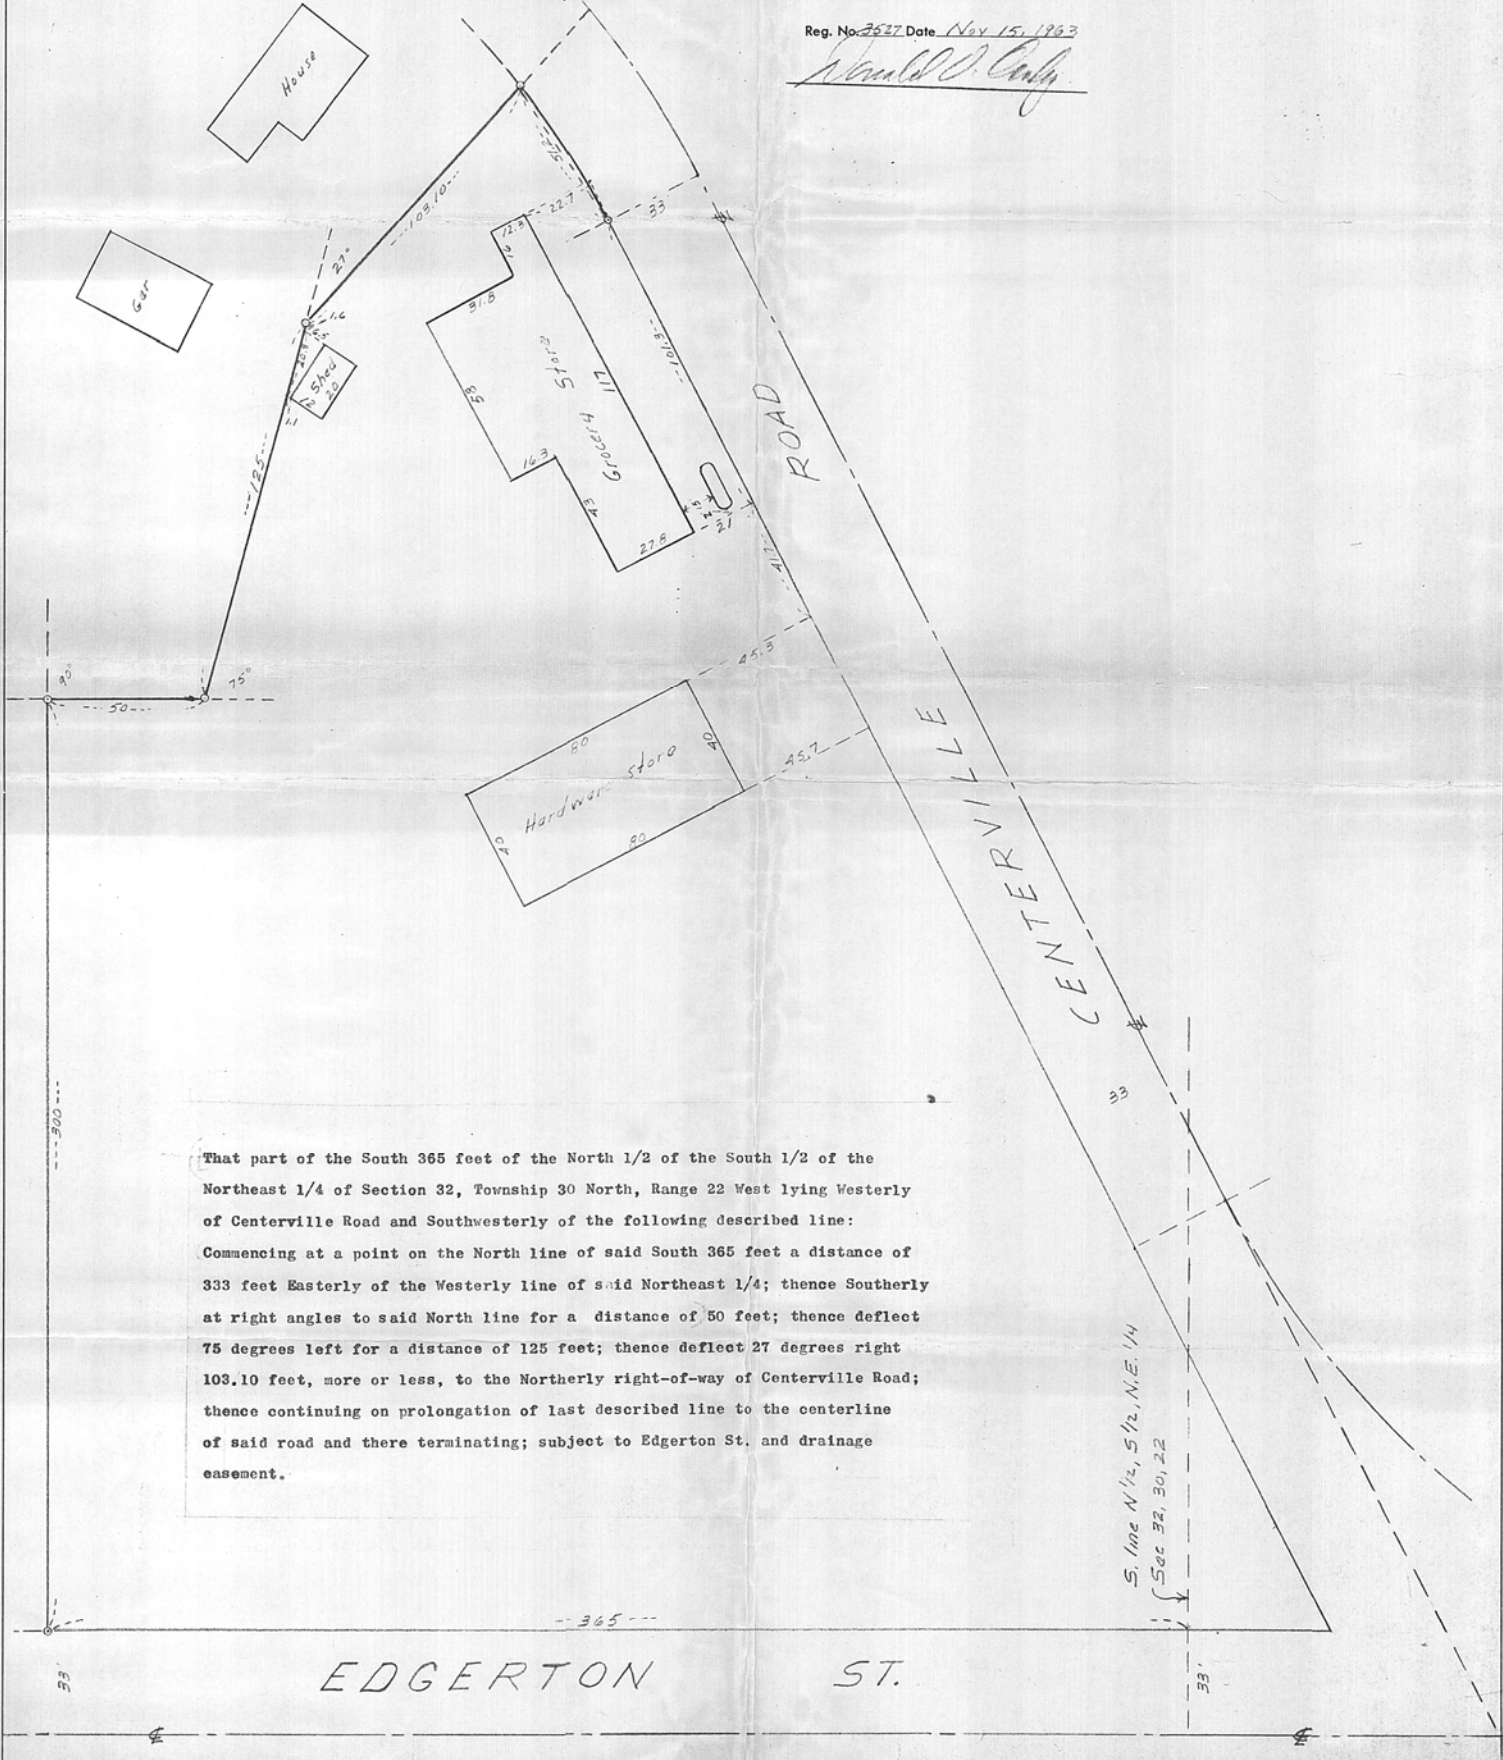 Reg. No. 3527 Date Nov 15, 1963
House
103.10
51.2
22.7
33
12.3
16
27°
Gar
1.6
31.8
20.5
Shed
12
20
1.1
Grocery Store
117
58
101.3
125
16.3
43
27.8
21
41.7
ROAD
CENTERVILLE
45.3
90°
75°
50
80
40
Hardware Store
45.7
40
80
33
300
That part of the South 365 feet of the North 1/2 of the South 1/2 of the
Northeast 1/4 of Section 32, Township 30 North, Range 22 West lying Westerly
of Centerville Road and Southwesterly of the following described line:
Commencing at a point on the North line of said South 365 feet a distance of
333 feet Easterly of the Westerly line of said Northeast 1/4; thence Southerly
at right angles to said North line for a distance of 50 feet; thence deflect
75 degrees left for a distance of 125 feet; thence deflect 27 degrees right
103.10 feet, more or less, to the Northerly right-of-way of Centerville Road;
thence continuing on prolongation of last described line to the centerline
of said road and there terminating; subject to Edgerton St. and drainage
easement.
S. line N 1/2, S 1/2, N.E. 1/4
Sec 32, 30, 22
365
33'
EDGERTON ST.
33'